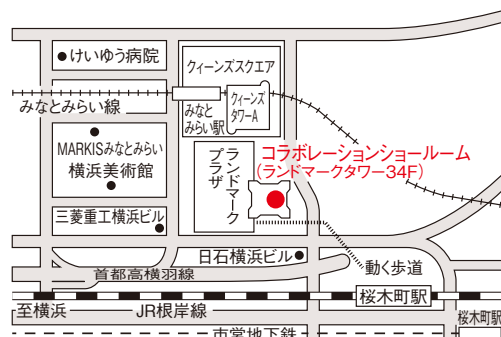 けいゆう病院
クィーンズスクエア
みなとみらい線
みなと
みらい駅
クィーンズ
タワーA
MARKISみなとみらい
横浜美術館
ランドマーク
プラザ
コラボレーションショールーム
(ランドマークタワー34F)
三菱重工横浜ビル
日石横浜ビル
動く歩道
首都高横羽線
桜木町駅
至横浜
JR根岸線
桜木町駅
市営地下鉄